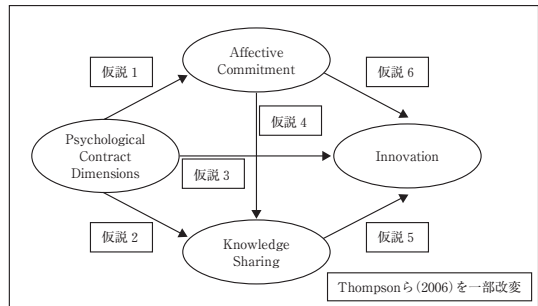 Affective
Commitment
仮説 1
仮説 6
仮説 4
Psychological
Contract
Dimensions
仮説 3
Innovation
仮説 2
Knowledge
Sharing
仮説 5
Thompsonら(2006)を一部改変